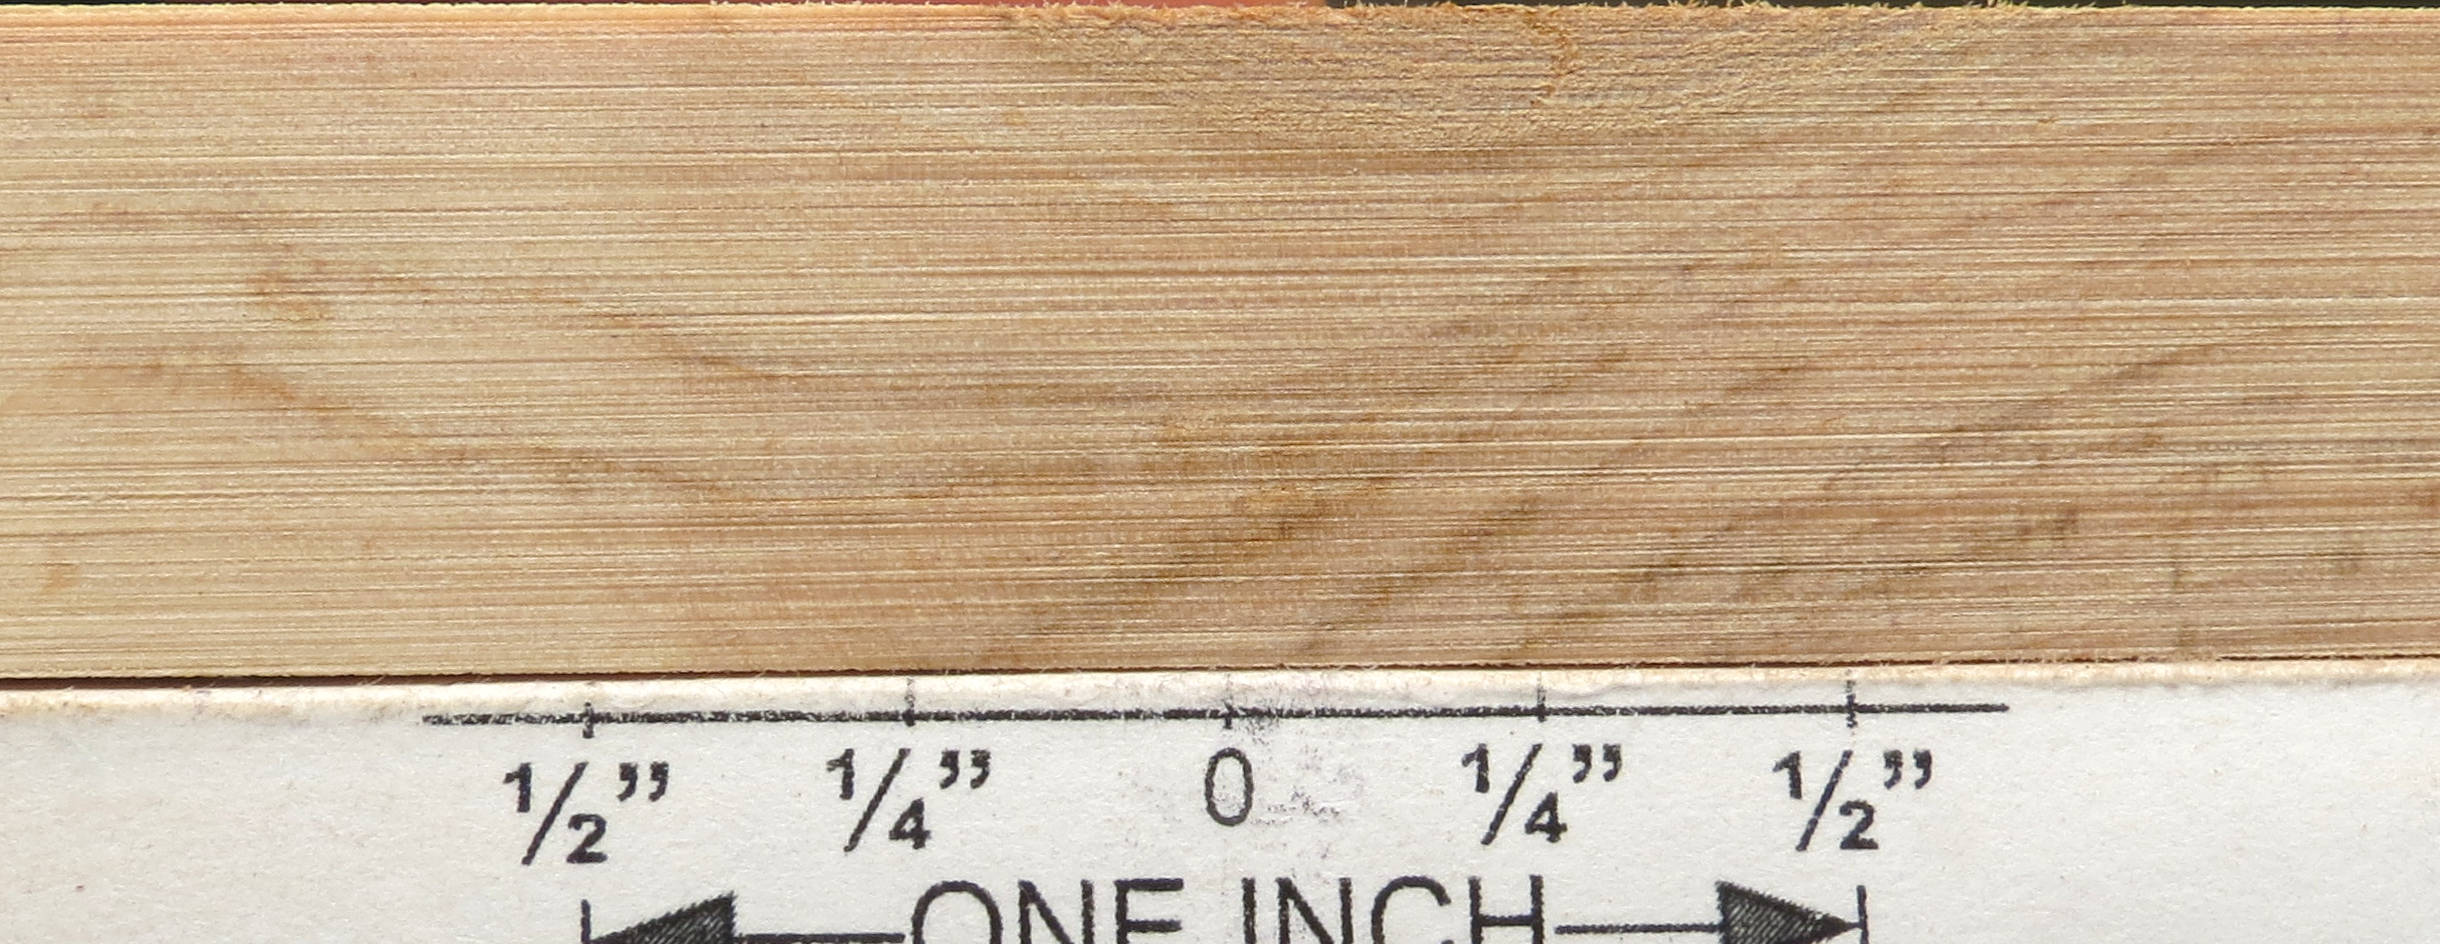 1/2” 1/4” 0 1/4” 1/2”
ONE INCH